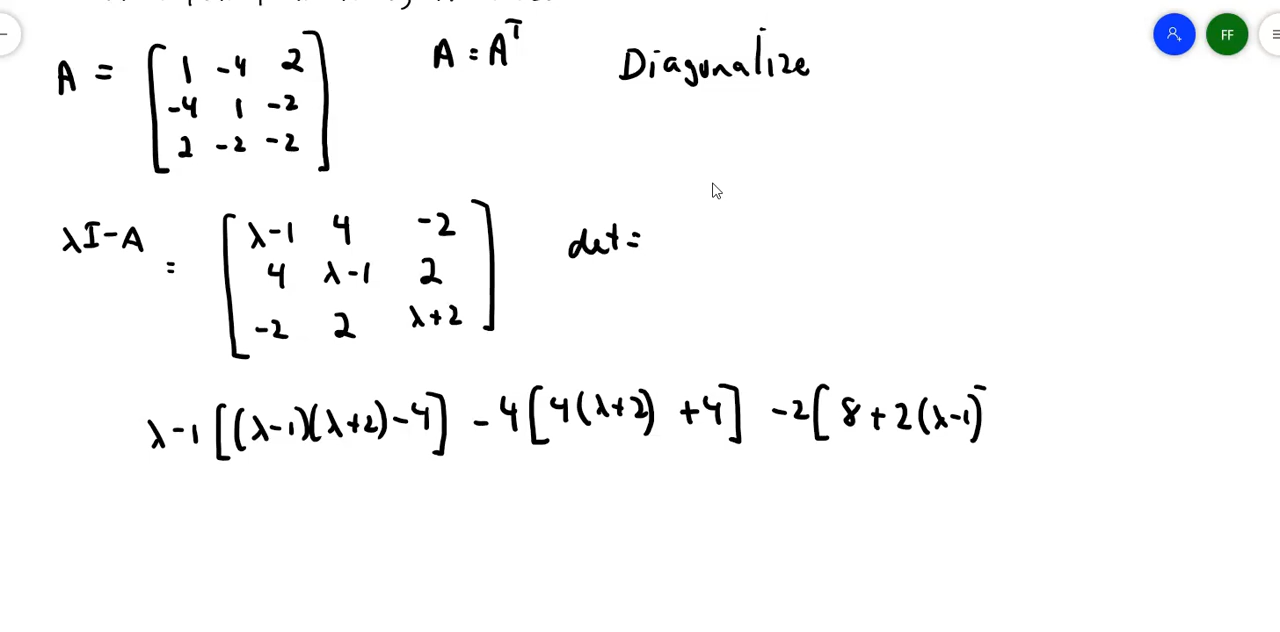 A = [ 1 -4 2 A = Aᵀ Diagonalize
-4 1 -2
2 -2 -2 ]
λI-A = [ λ-1 4 -2 det=
4 λ-1 2
-2 2 λ+2 ]
λ-1 [(λ-1)(λ+2)-4] -4[4(λ+2) +4] -2[ 8+2(λ-1)
FF